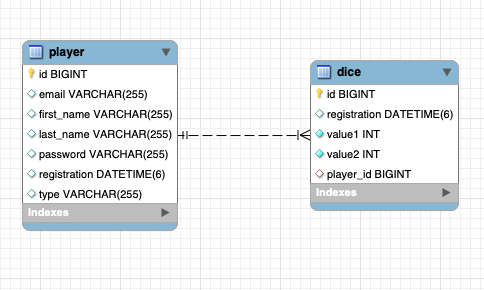 player
id BIGINT
email VARCHAR(255)
first_name VARCHAR(255)
last_name VARCHAR(255)
password VARCHAR(255)
registration DATETIME(6)
type VARCHAR(255)
Indexes
dice
id BIGINT
registration DATETIME(6)
value1 INT
value2 INT
player_id BIGINT
Indexes